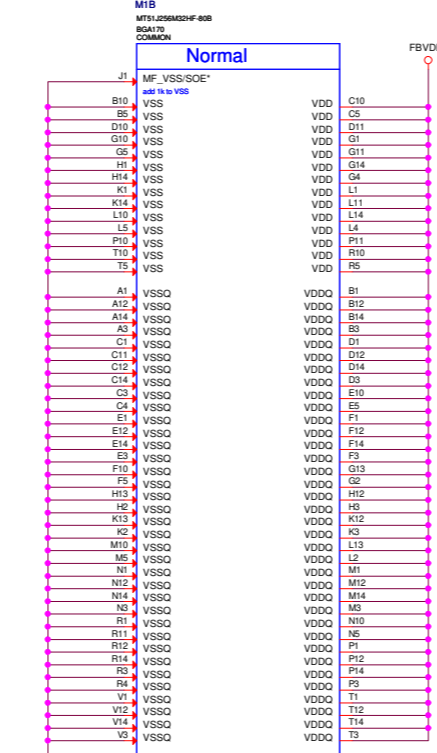 M1B
MT51J256M32HF-80B
BGA170
COMMON
FBVD
Normal
J1 MF_VSS/SOE*
add 1k to VSS
B10 VSS VDD C10
B5 VSS VDD C5
D10 VSS VDD D11
G10 VSS VDD G1
G5 VSS VDD G11
H1 VSS VDD G14
H14 VSS VDD G4
K1 VSS VDD L1
K14 VSS VDD L11
L10 VSS VDD L14
L5 VSS VDD L4
P10 VSS VDD P11
T10 VSS VDD R10
T5 VSS VDD R5
A1 VSSQ VDDQ B1
A12 VSSQ VDDQ B12
A14 VSSQ VDDQ B14
A3 VSSQ VDDQ B3
C1 VSSQ VDDQ D1
C11 VSSQ VDDQ D12
C12 VSSQ VDDQ D14
C14 VSSQ VDDQ D3
C3 VSSQ VDDQ E10
C4 VSSQ VDDQ E5
E1 VSSQ VDDQ F1
E12 VSSQ VDDQ F12
E14 VSSQ VDDQ F14
E3 VSSQ VDDQ F3
F10 VSSQ VDDQ G13
F5 VSSQ VDDQ G2
H13 VSSQ VDDQ H12
H2 VSSQ VDDQ H3
K13 VSSQ VDDQ K12
K2 VSSQ VDDQ K3
M10 VSSQ VDDQ L13
M5 VSSQ VDDQ L2
N1 VSSQ VDDQ M1
N12 VSSQ VDDQ M12
N14 VSSQ VDDQ M14
N3 VSSQ VDDQ M3
R1 VSSQ VDDQ N10
R11 VSSQ VDDQ N5
R12 VSSQ VDDQ P1
R14 VSSQ VDDQ P12
R3 VSSQ VDDQ P14
R4 VSSQ VDDQ P3
V1 VSSQ VDDQ T1
V12 VSSQ VDDQ T12
V14 VSSQ VDDQ T14
V3 VSSQ VDDQ T3